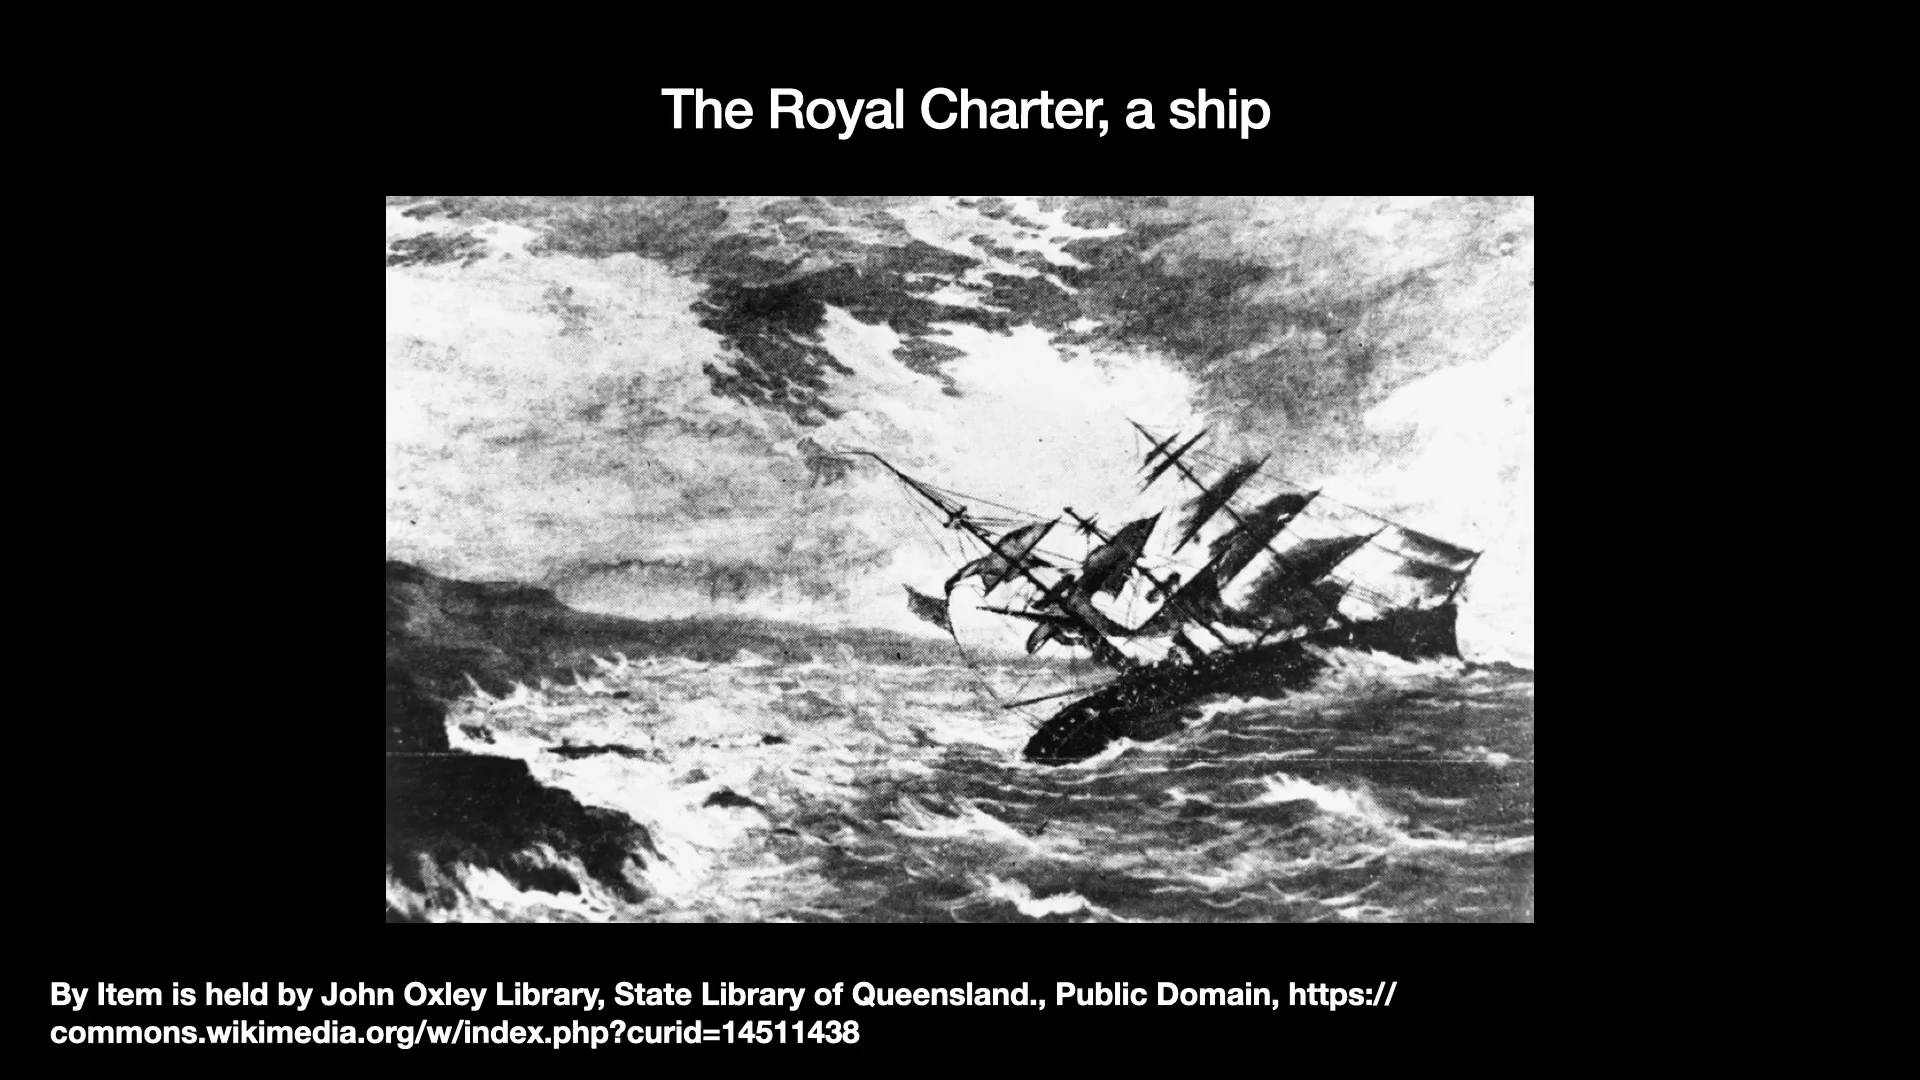 The Royal Charter, a ship
By Item is held by John Oxley Library, State Library of Queensland., Public Domain, https://
commons.wikimedia.org/w/index.php?curid=14511438